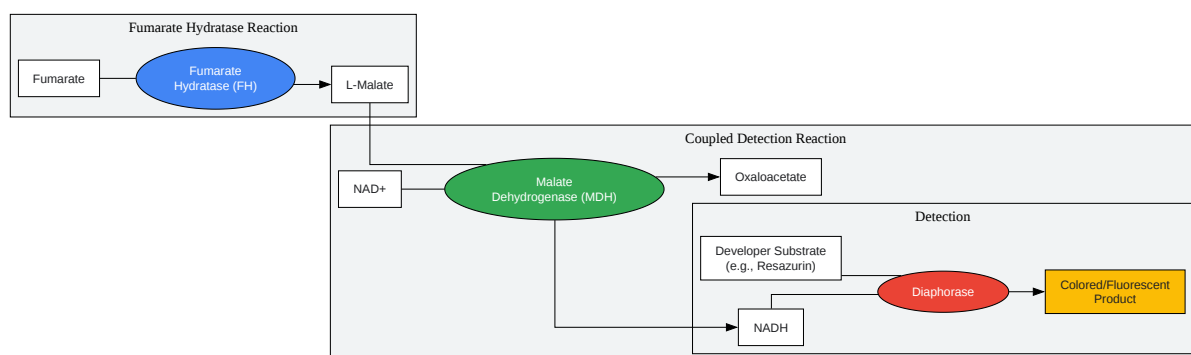 Fumarate Hydratase Reaction
Fumarate
Fumarate
Hydratase (FH)
L-Malate
Coupled Detection Reaction
NAD+
Malate
Dehydrogenase (MDH)
Oxaloacetate
Detection
Developer Substrate
(e.g., Resazurin)
Diaphorase
Colored/Fluorescent
Product
NADH